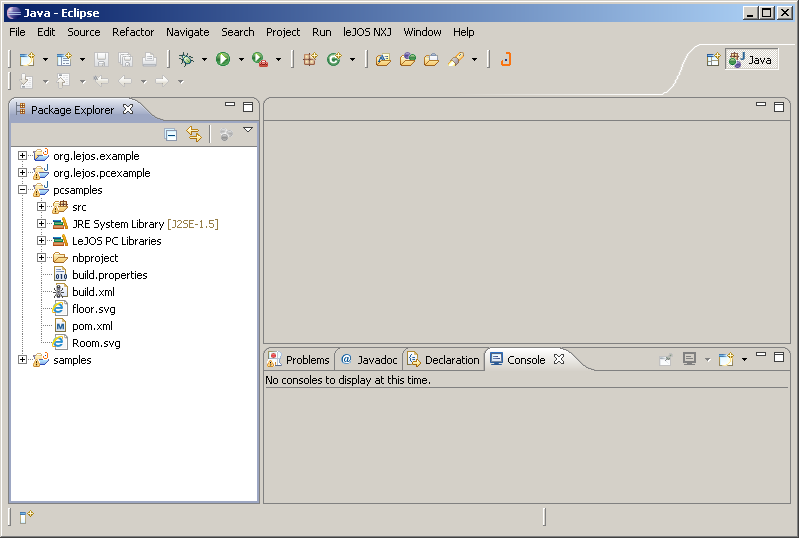 Java - Eclipse
File Edit Source Refactor Navigate Search Project Run leJOS NXJ Window Help
Java
Package Explorer
org.lejos.example
org.lejos.pcexample
pcsamples
src
JRE System Library [J2SE-1.5]
LeJOS PC Libraries
nbproject
build.properties
build.xml
floor.svg
pom.xml
Room.svg
samples
Problems Javadoc Declaration Console
No consoles to display at this time.